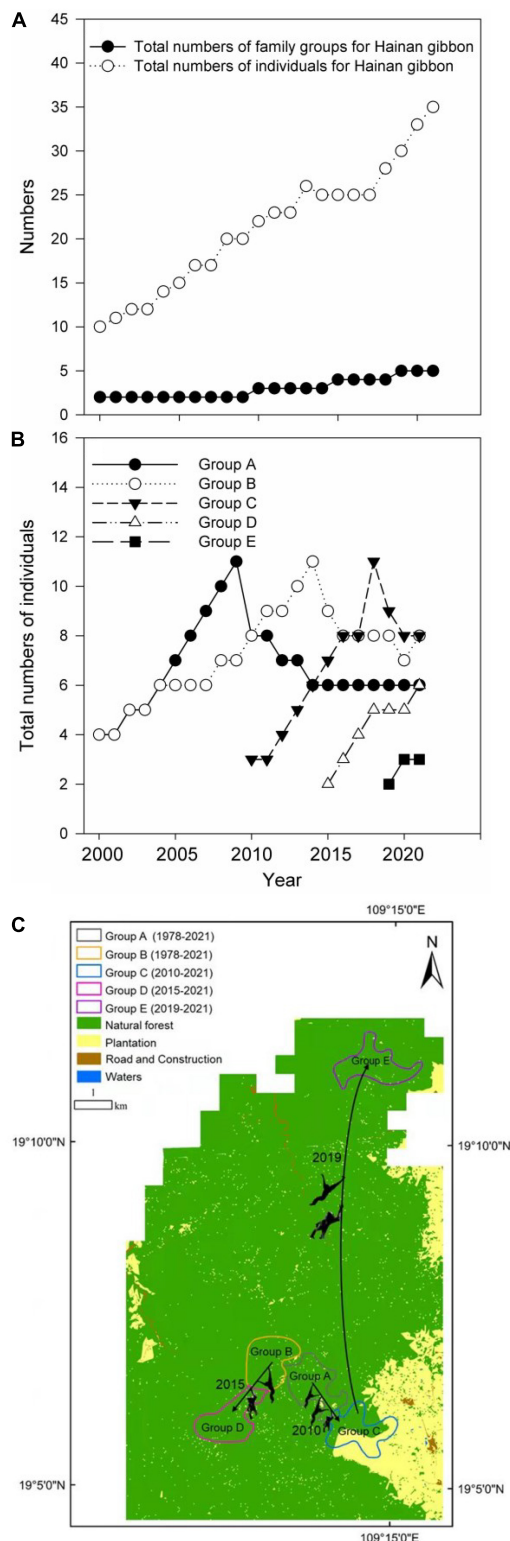 A
45
Total numbers of family groups for Hainan gibbon
40
Total numbers of individuals for Hainan gibbon
35
30
25
20
15
10
5
0
Numbers
B
16
14
12
10
8
6
4
2
0
Total numbers of individuals
Group A
Group B
Group C
Group D
Group E
2000 2005 2010 2015 2020
Year
C
109°15'0"E
Group A (1978-2021)
Group B (1978-2021)
Group C (2010-2021)
Group D (2015-2021)
Group E (2019-2021)
Natural forest
Plantation
Road and Construction
Waters
1
km
N
Group E
19°10'0"N
19°10'0"N
2019
Group B
Group A
2015
Group D
2010
Group C
19°5'0"N
19°5'0"N
109°15'0"E